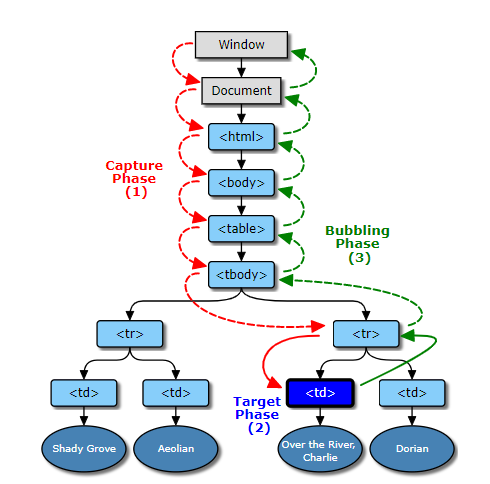 Window
Document
<html>
Capture
Phase
(1)
<body>
<table>
Bubbling
Phase
(3)
<tbody>
<tr>
<tr>
<td>
<td>
Target
Phase
(2)
<td>
<td>
Shady Grove
Aeolian
Over the River,
Charlie
Dorian